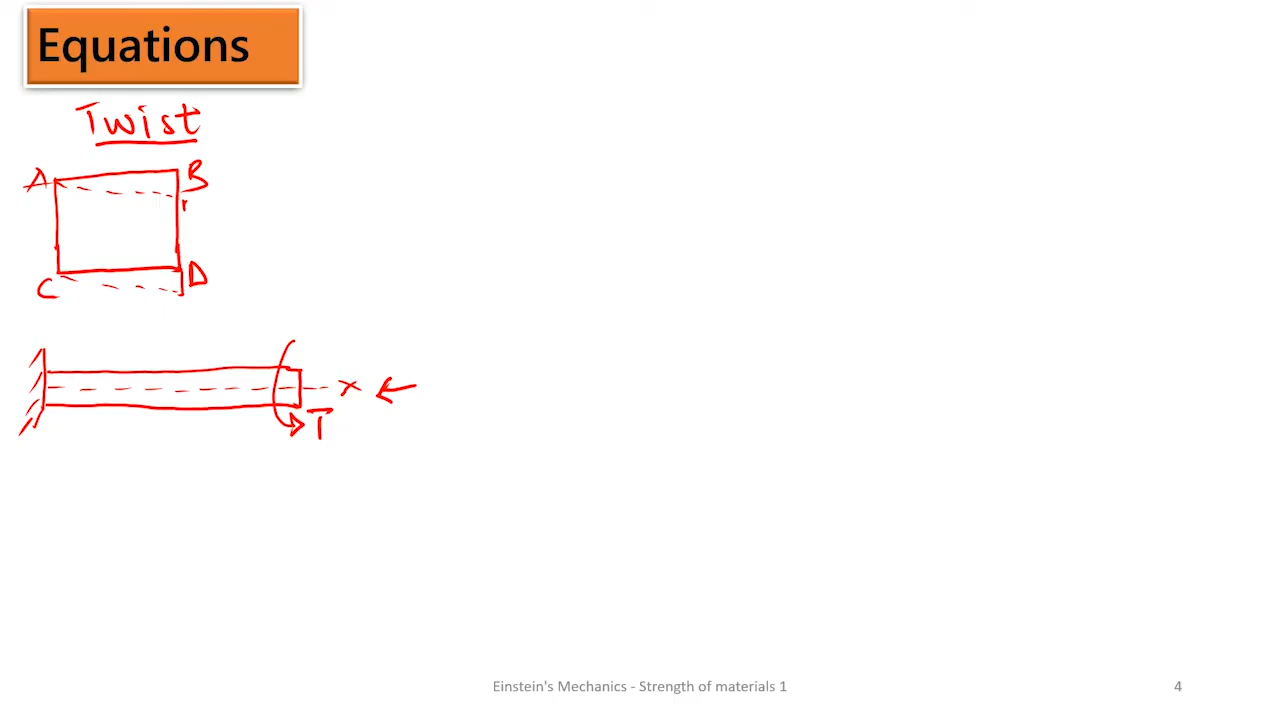 Equations
Twist
A B
C D
x
T
Einstein's Mechanics - Strength of materials 1
4